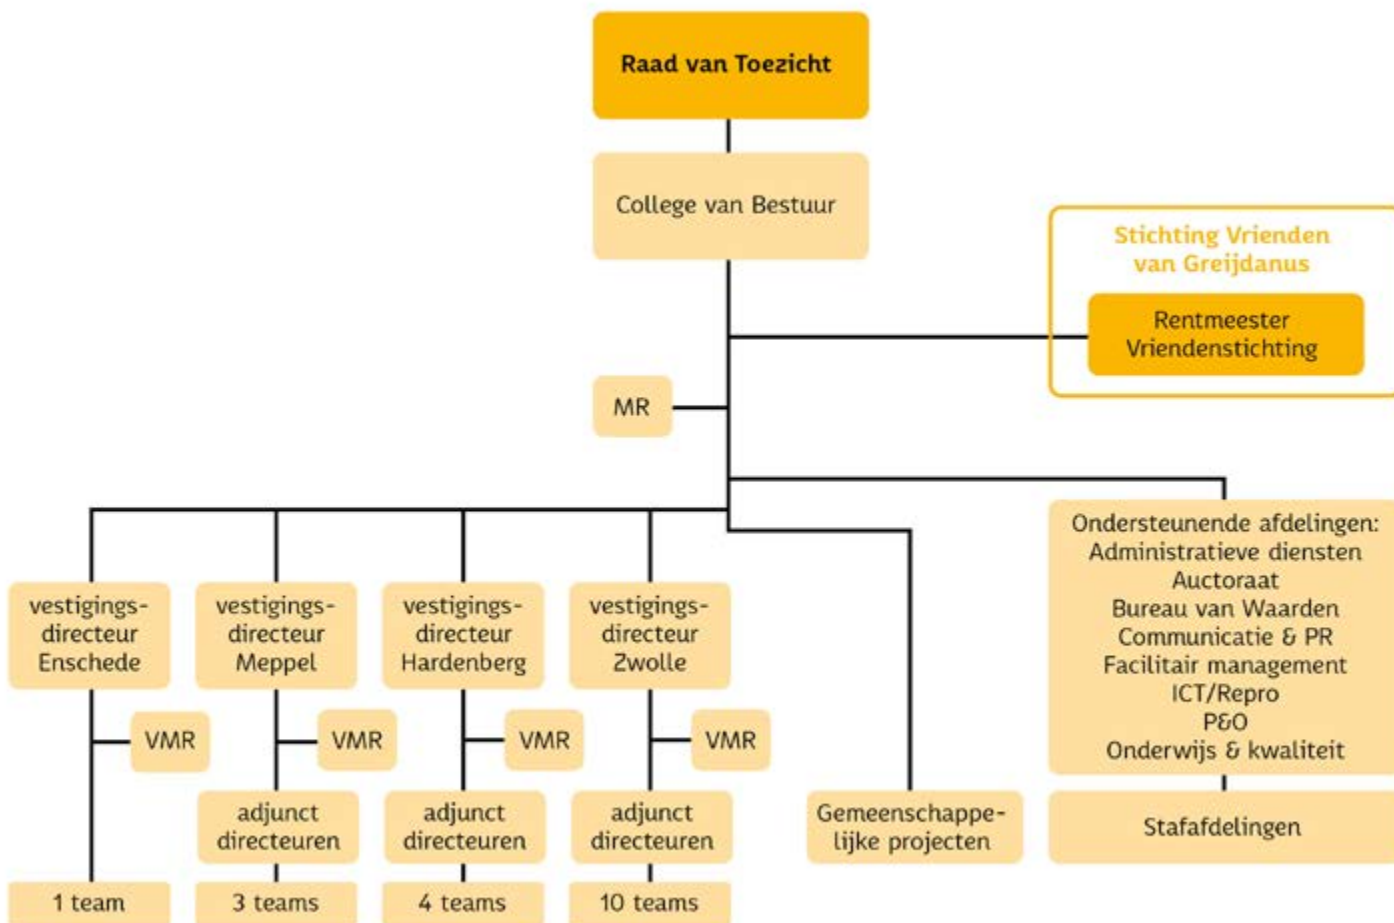 Raad van Toezicht
College van Bestuur
Stichting Vrienden
van Greijdanus
Rentmeester
Vriendenstichting
MR
vestigings-
directeur
Enschede
vestigings-
directeur
Meppel
vestigings-
directeur
Hardenberg
vestigings-
directeur
Zwolle
Ondersteunende afdelingen:
Administratieve diensten
Auctoraat
Bureau van Waarden
Communicatie & PR
Facilitair management
ICT/Repro
P&O
Onderwijs & kwaliteit
VMR
VMR
VMR
VMR
adjunct
directeuren
adjunct
directeuren
adjunct
directeuren
Gemeenschappe-
lijke projecten
Stafafdelingen
1 team
3 teams
4 teams
10 teams